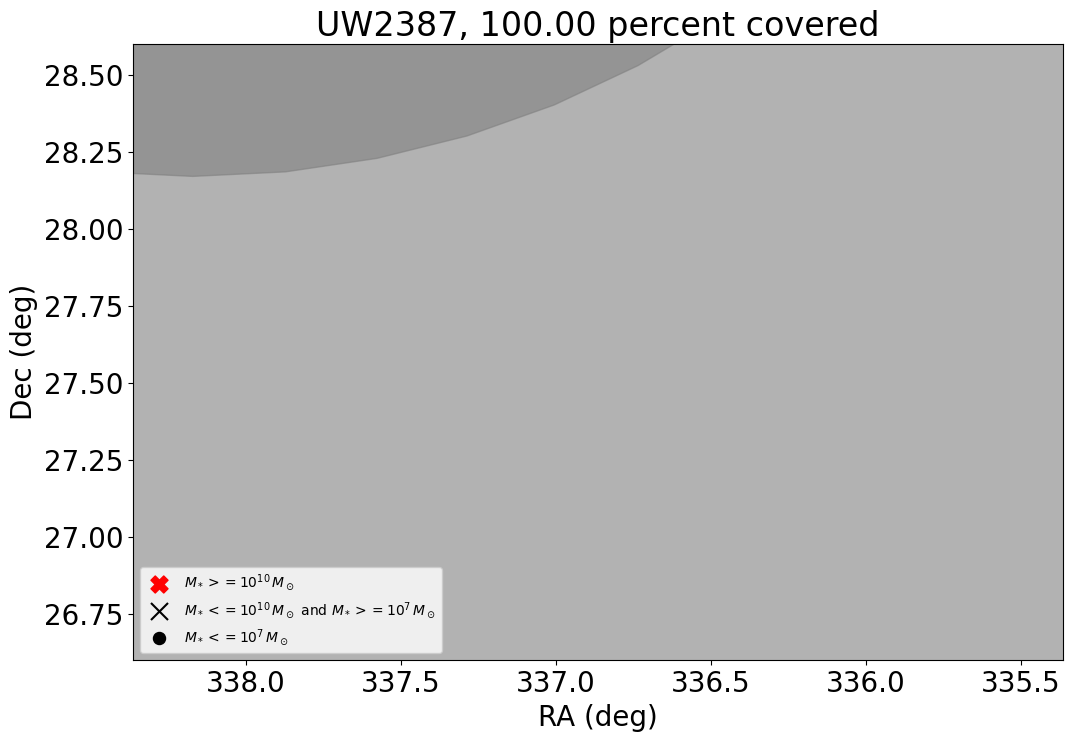 UW2387, 100.00 percent covered
28.50
28.25
28.00
27.75
27.50
27.25
27.00
26.75
Dec (deg)
M* >= 10^10 M⊙
M* <= 10^10 M⊙ and M* >= 10^7 M⊙
M* <= 10^7 M⊙
338.0 337.5 337.0 336.5 336.0 335.5
RA (deg)